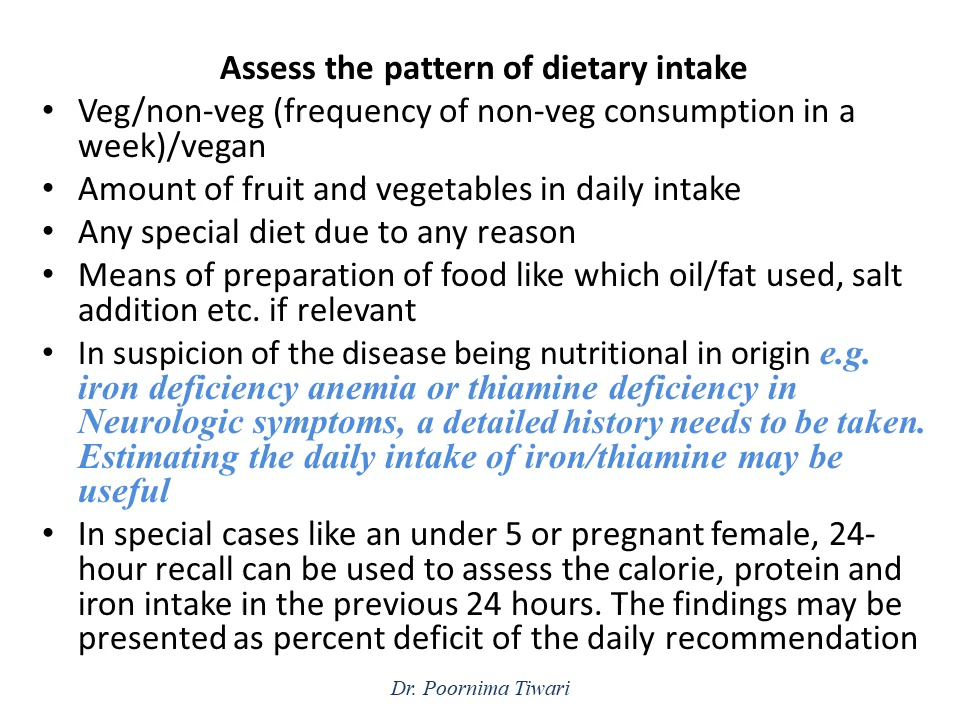 Assess the pattern of dietary intake
• Veg/non-veg (frequency of non-veg consumption in a
week)/vegan
• Amount of fruit and vegetables in daily intake
• Any special diet due to any reason
• Means of preparation of food like which oil/fat used, salt
addition etc. if relevant
• In suspicion of the disease being nutritional in origin e.g.
iron deficiency anemia or thiamine deficiency in
Neurologic symptoms, a detailed history needs to be taken.
Estimating the daily intake of iron/thiamine may be
useful
• In special cases like an under 5 or pregnant female, 24-
hour recall can be used to assess the calorie, protein and
iron intake in the previous 24 hours. The findings may be
presented as percent deficit of the daily recommendation
Dr. Poornima Tiwari